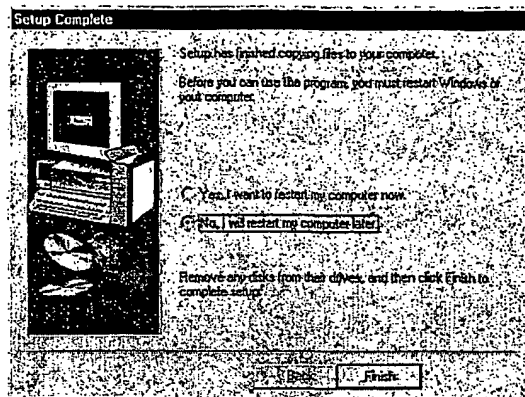 Setup Complete
Setup has finished copying files to your computer.
Before you can use the program, you must restart Windows or
your computer.
Yes, I want to restart my computer now.
No, I will restart my computer later.
Remove any disks from their drives, and then click Finish to
complete setup.
Finish